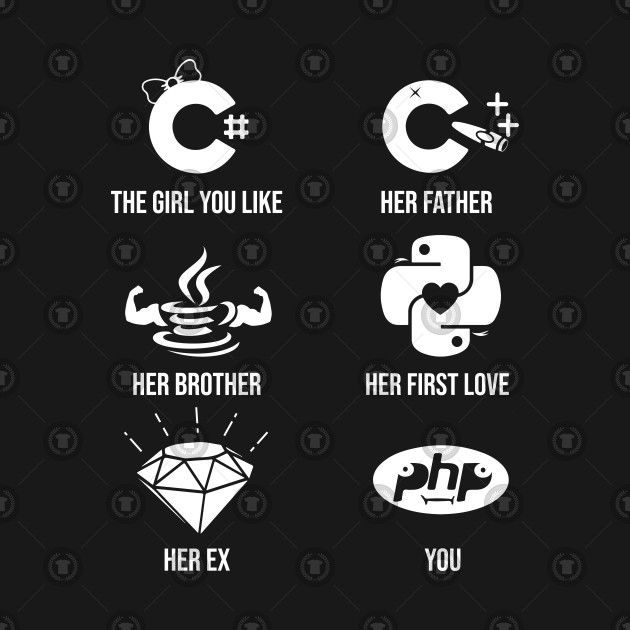 C#
C++
THE GIRL YOU LIKE
HER FATHER
HER BROTHER
HER FIRST LOVE
php
HER EX
YOU